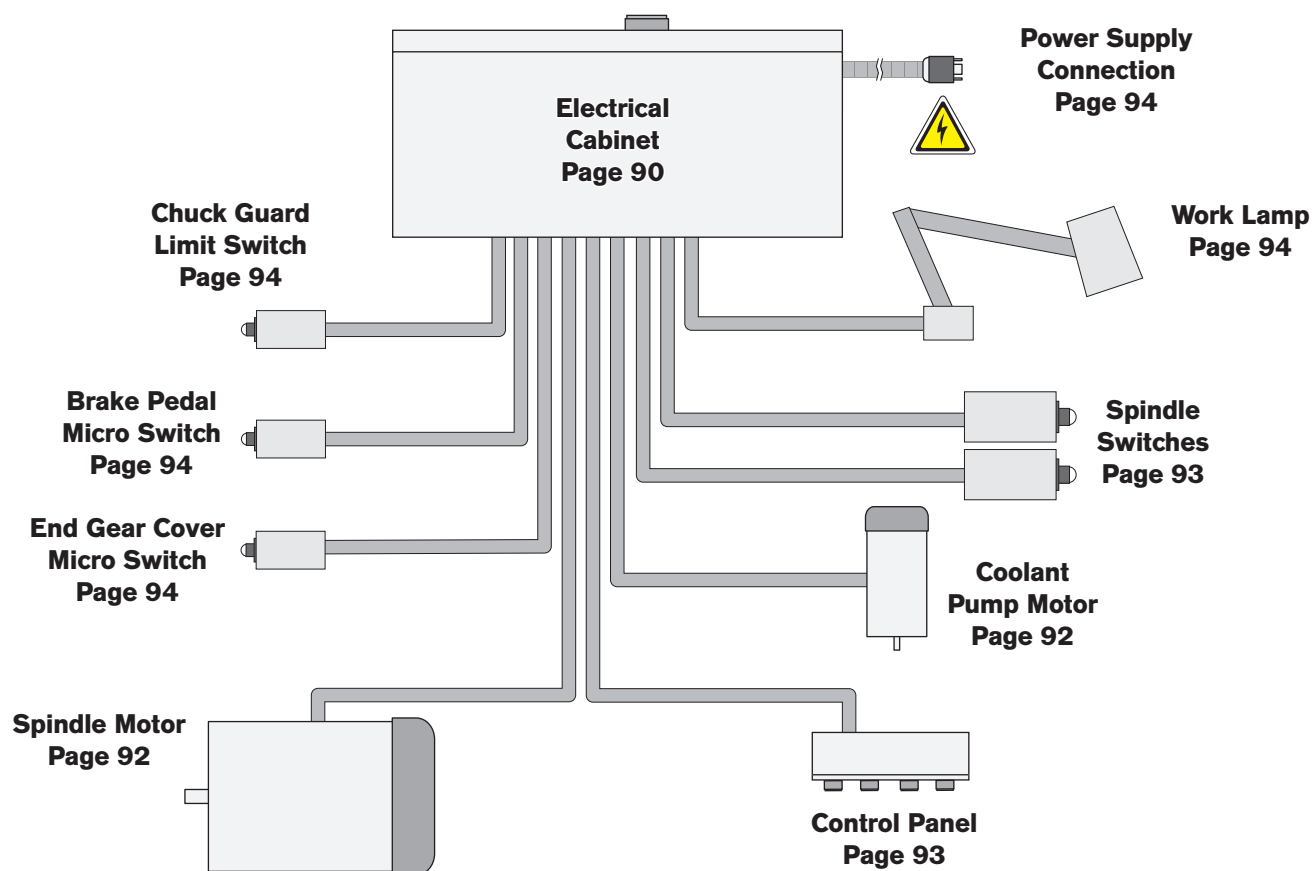 Power Supply
Connection
Page 94
Electrical
Cabinet
Page 90
Chuck Guard
Limit Switch
Page 94
Work Lamp
Page 94
Brake Pedal
Micro Switch
Page 94
Spindle
Switches
Page 93
End Gear Cover
Micro Switch
Page 94
Coolant
Pump Motor
Page 92
Spindle Motor
Page 92
Control Panel
Page 93